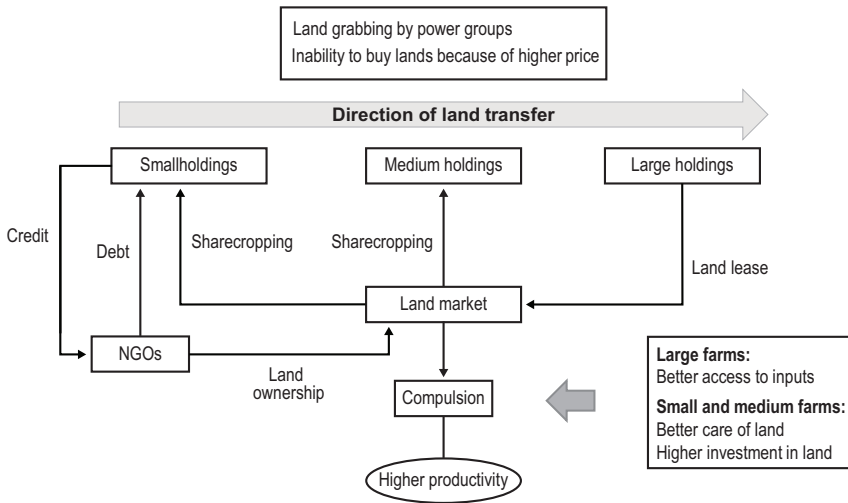 Land grabbing by power groups
Inability to buy lands because of higher price
Direction of land transfer
Smallholdings
Medium holdings
Large holdings
Credit
Debt
Sharecropping
Sharecropping
Land lease
Land market
NGOs
Land
ownership
Compulsion
Higher productivity
Large farms:
Better access to inputs
Small and medium farms:
Better care of land
Higher investment in land